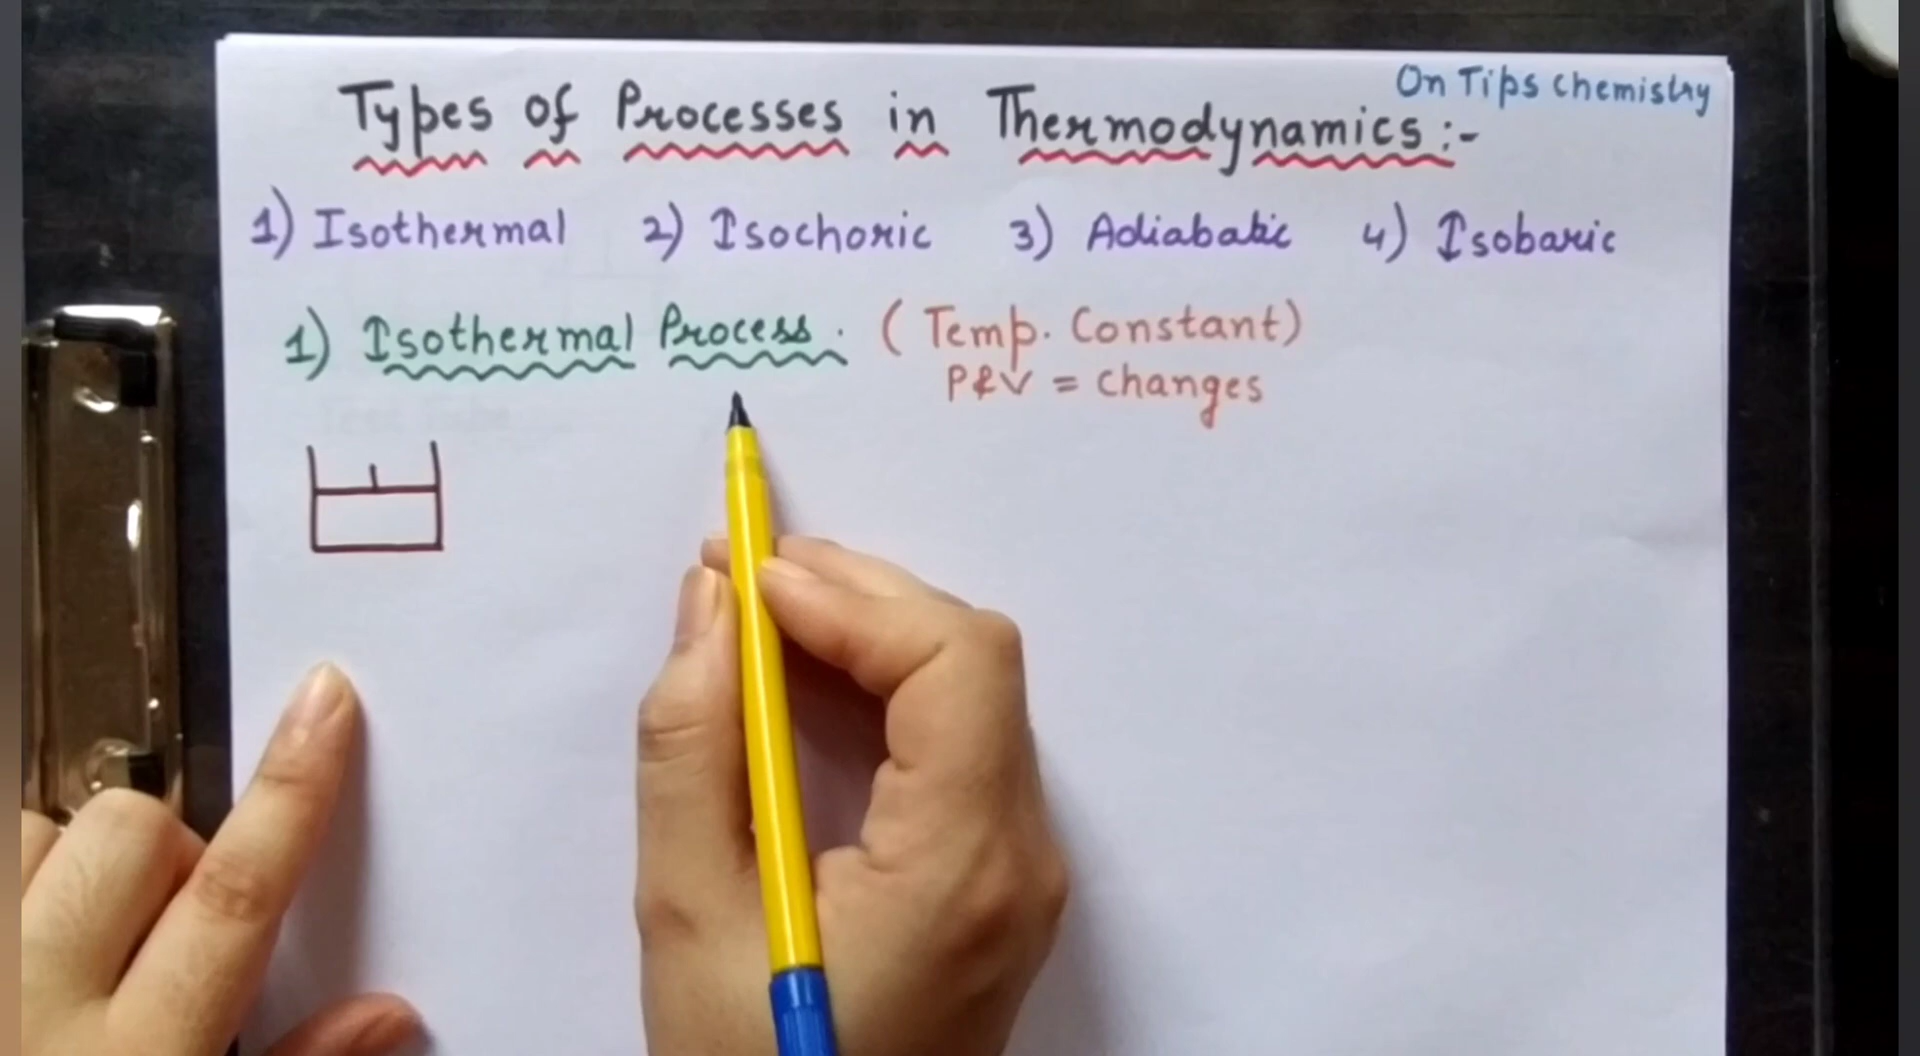 On Tips Chemistry
Types of Processes in Thermodynamics:-
1) Isothermal 2) Isochoric 3) Adiabatic 4) Isobaric
1) Isothermal Process. (Temp. Constant)
P&V = Changes